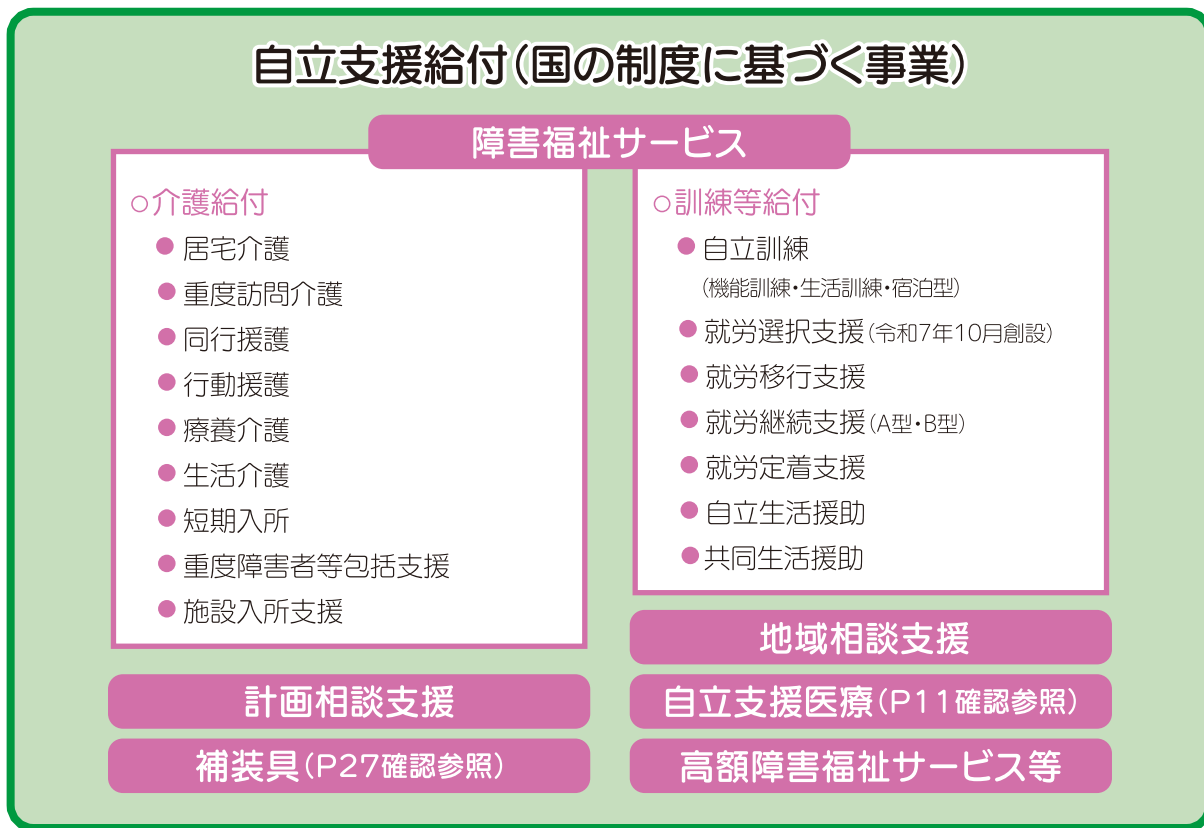 自立支援給付(国の制度に基づく事業)
障害福祉サービス
○介護給付
● 居宅介護
● 重度訪問介護
● 同行援護
● 行動援護
● 療養介護
● 生活介護
● 短期入所
● 重度障害者等包括支援
● 施設入所支援
○訓練等給付
● 自立訓練
(機能訓練・生活訓練・宿泊型)
● 就労選択支援(令和7年10月創設)
● 就労移行支援
● 就労継続支援(A型・B型)
● 就労定着支援
● 自立生活援助
● 共同生活援助
地域相談支援
計画相談支援
自立支援医療(P11確認参照)
補装具(P27確認参照)
高額障害福祉サービス等